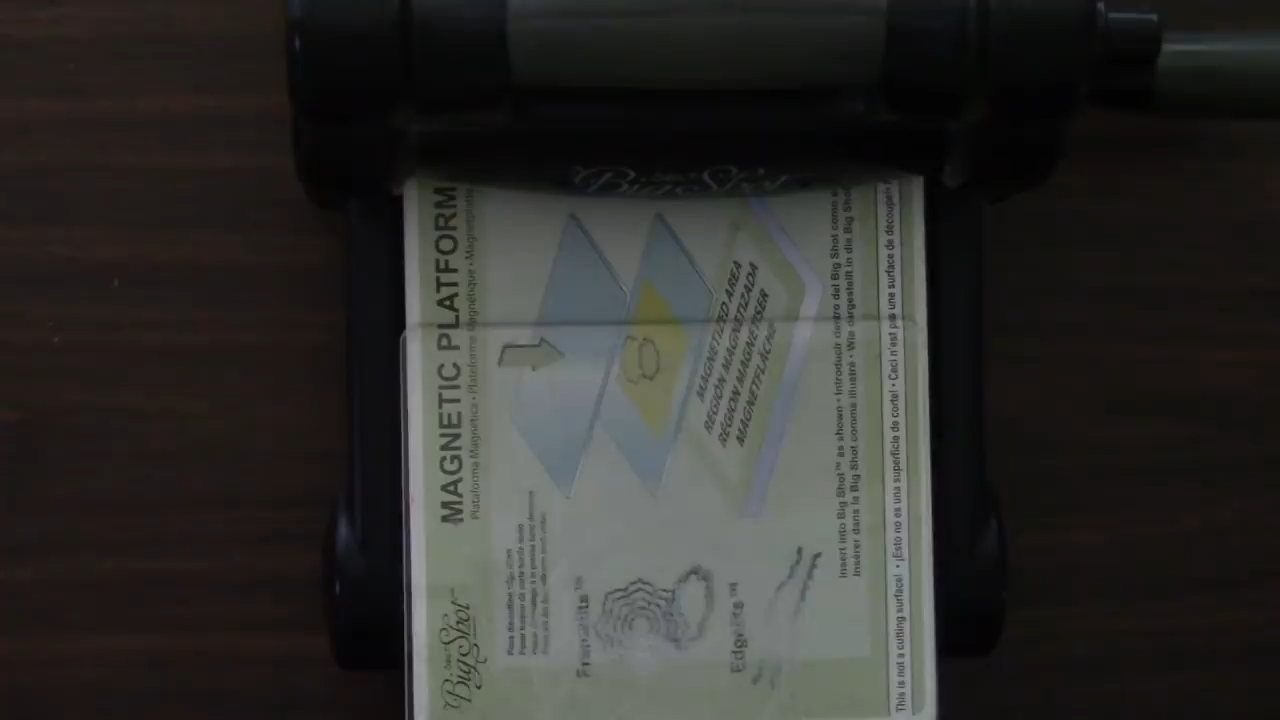 Big Shot
MAGNETIC PLATFORM
Plataforma Magnética • Plateforme Magnétique • Magnetplatte
MAGNETIZED AREA
REGIÓN MAGNETIZADA
RÉGION MAGNÉTISER
MAGNETFLÄCHE
Framelits™
Edgelits™
Insert into Big Shot™ as shown • Introducir dentro del Big Shot como
Insérer dans la Big Shot comme illustré • Wie dargestellt in die Big Shot
This is not a cutting surface! • ¡Esto no es una superficie de corte! • Ceci n'est pas une surface de découpe!
Big Shot